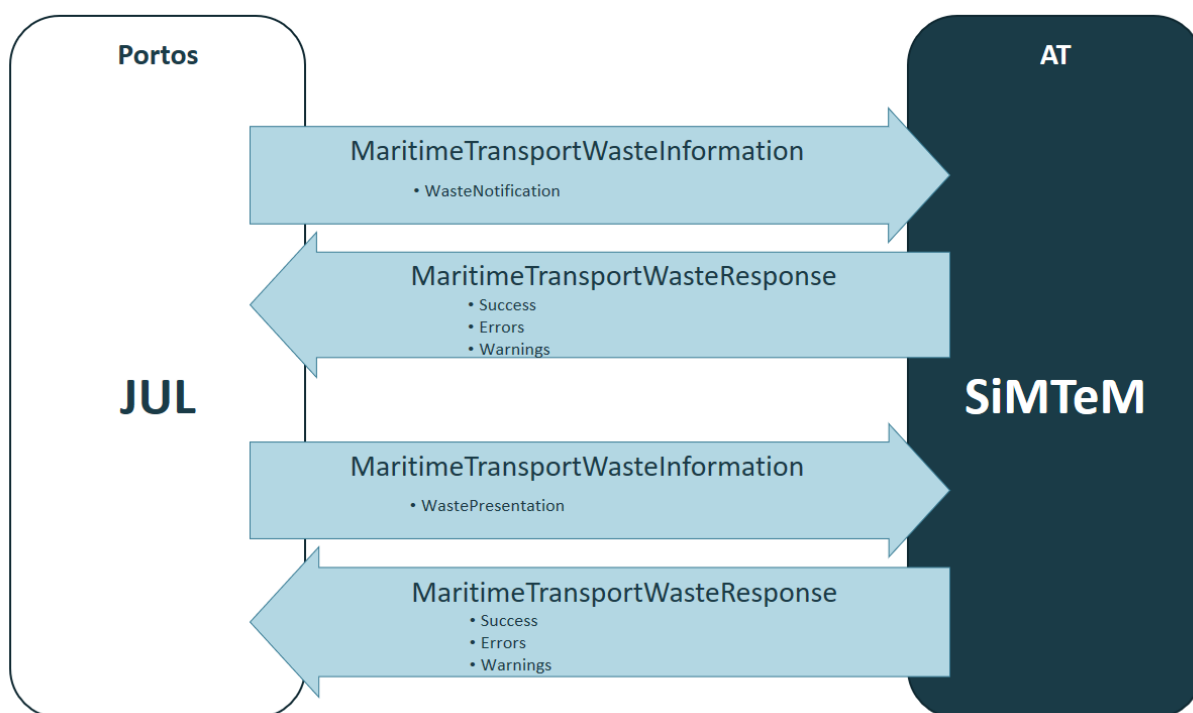 Portos
AT
MaritimeTransportWasteInformation
• WasteNotification
MaritimeTransportWasteResponse
• Success
• Errors
• Warnings
JUL
SiMTeM
MaritimeTransportWasteInformation
• WastePresentation
MaritimeTransportWasteResponse
• Success
• Errors
• Warnings